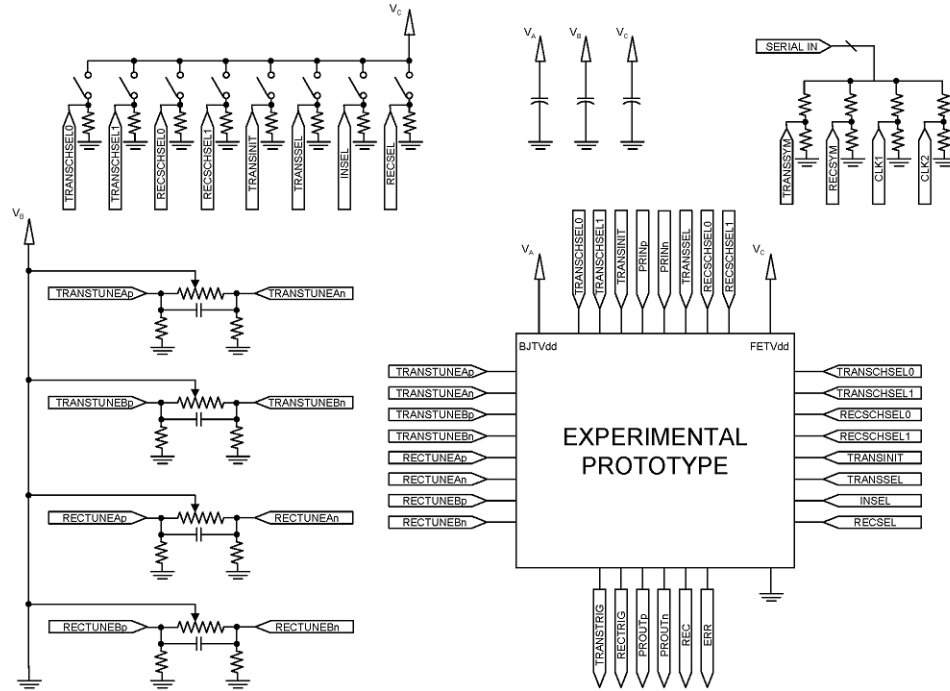 VC
TRANSCHSEL0
TRANSCHSEL1
RECSCHSEL0
RECSCHSEL1
TRANSINIT
TRANSSEL
INSEL
RECSEL
VA
VB
VC
SERIAL IN
TRANSSYM
RECSYM
CLK1
CLK2
VB
TRANSTUNEAp
TRANSTUNEAn
TRANSTUNEBp
TRANSTUNEBn
RECTUNEAp
RECTUNEAn
RECTUNEBp
RECTUNEBn
VA
TRANSCHSEL0
TRANSCHSEL1
TRANSINIT
PRINp
PRINn
TRANSSEL
RECSCHSEL0
RECSCHSEL1
VC
BJTVdd
FETVdd
TRANSTUNEAp
TRANSTUNEAn
TRANSTUNEBp
TRANSTUNEBn
RECTUNEAp
RECTUNEAn
RECTUNEBp
RECTUNEBn
EXPERIMENTAL
PROTOTYPE
TRANSCHSEL0
TRANSCHSEL1
RECSCHSEL0
RECSCHSEL1
TRANSINIT
TRANSSEL
INSEL
RECSEL
TRANSTRIG
RECTRIG
PROUTp
PROUTn
REC
ERR